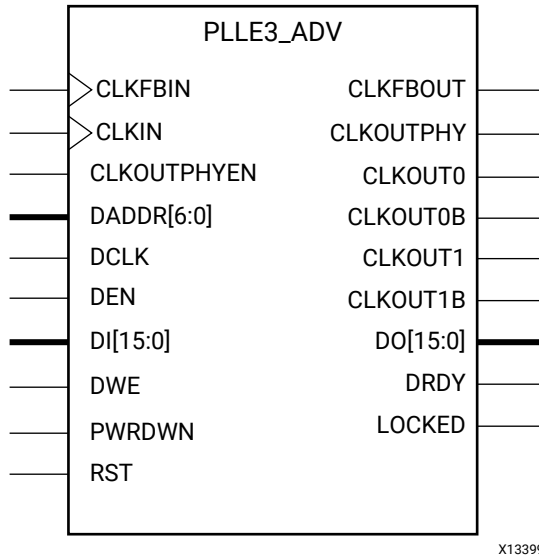 PLLE3_ADV
CLKFBIN
CLKIN
CLKOUTPHYEN
DADDR[6:0]
DCLK
DEN
DI[15:0]
DWE
PWRDWN
RST
CLKFBOUT
CLKOUTPHY
CLKOUT0
CLKOUT0B
CLKOUT1
CLKOUT1B
DO[15:0]
DRDY
LOCKED
X13399